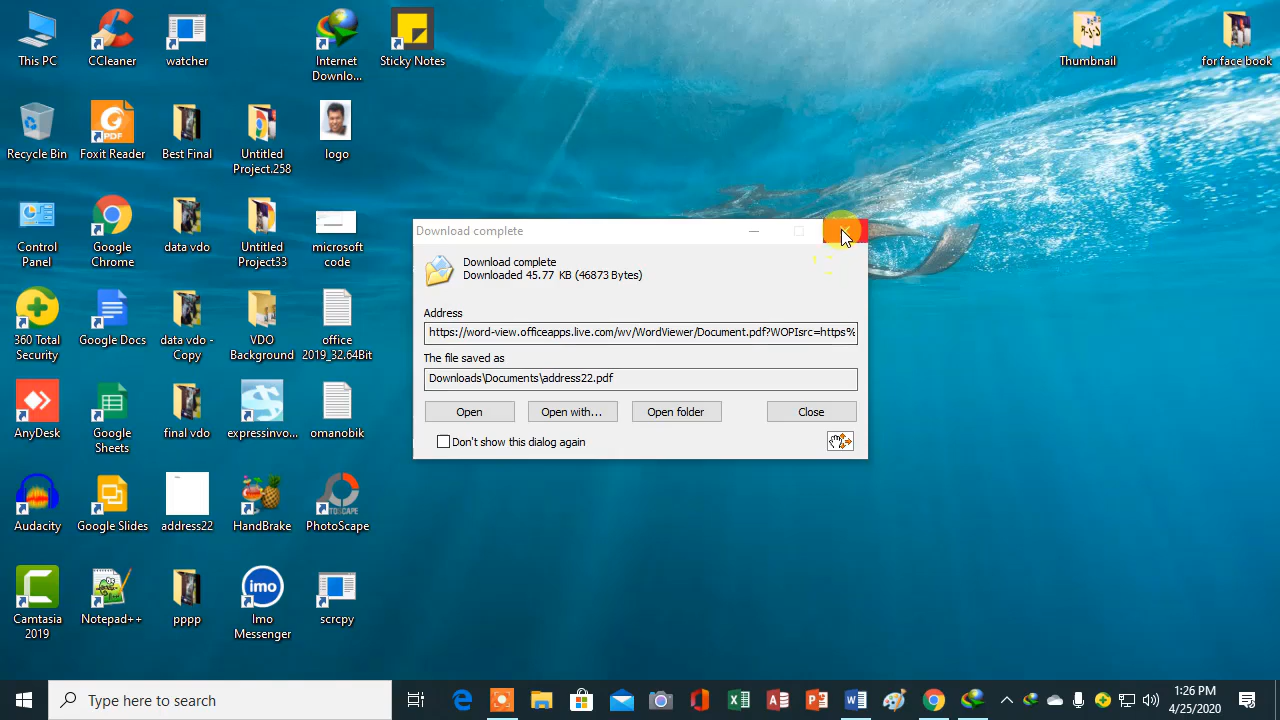 This PC
CCleaner
watcher
Internet
Downlo...
Sticky Notes
Thumbnail
for face book
Recycle Bin
PDF
Foxit Reader
Best Final
Untitled
Project.258
logo
Control
Panel
Google
Chrome
data vdo
Untitled
Project33
microsoft
code
360 Total
Security
Google Docs
data vdo -
Copy
VDO
Background
office
2019_32.64Bit
AnyDesk
Google
Sheets
final vdo
expressinvo...
omanobik
Audacity
Google Slides
address22
HandBrake
PHOTOSCAPE
PhotoScape
Camtasia
2019
Notepad++
pppp
imo
Imo
Messenger
scrcpy
Download complete
Download complete
Downloaded 45.77 KB (46873 Bytes)
Address
https://word-view.officeapps.live.com/wv/WordViewer/Document.pdf?WOPIsrc=https%
The file saved as
Downloads\Documents\address22.pdf
Open
Open with...
Open folder
Close
Don't show this dialog again
Type here to search
1:26 PM
4/25/2020